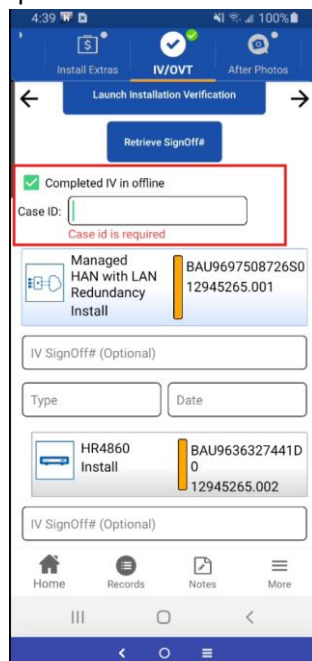 4:39
100%
Install Extras
IV/OVT
After Photos
Launch Installation Verification
Retrieve SignOff#
Completed IV in offline
Case ID:
Case id is required
Managed
HAN with LAN
Redundancy
Install
BAU9697508726S0
12945265.001
IV SignOff# (Optional)
Type
Date
HR4860
Install
BAU9636327441D
0
12945265.002
IV SignOff# (Optional)
Home
Records
Notes
More